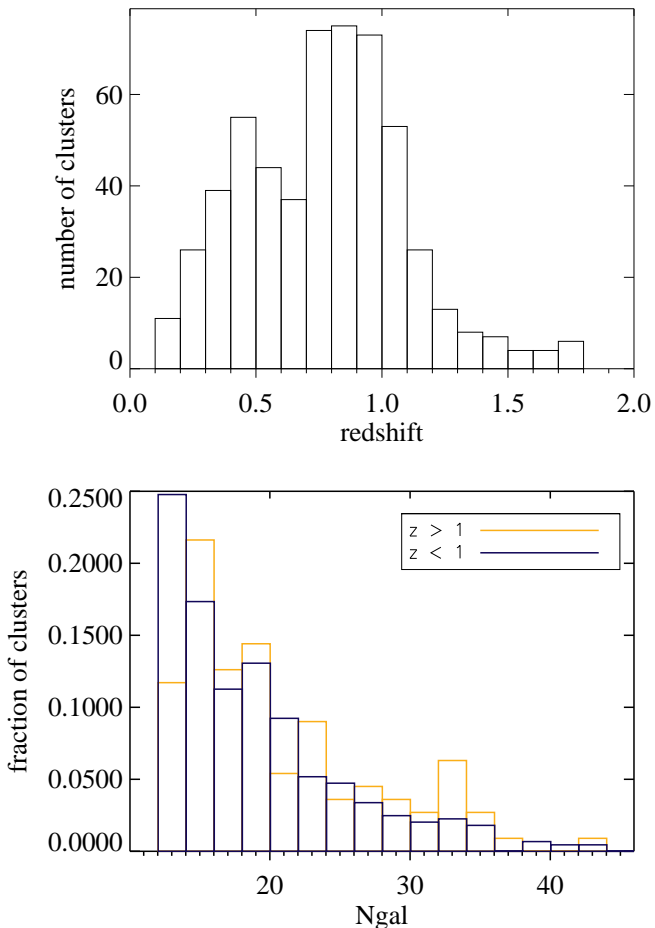 number of clusters
60
40
20
0
0.0 0.5 1.0 1.5 2.0
redshift
fraction of clusters
0.2500
0.2000
0.1500
0.1000
0.0500
0.0000
z > 1
z < 1
20 30 40
Ngal